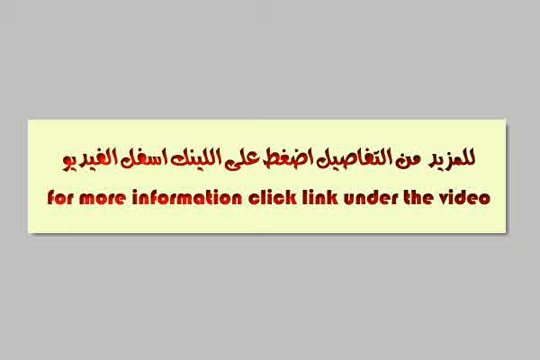 للمزيد من التفاصيل اضغط على اللينك اسفل الفيديو
for more information click link under the video